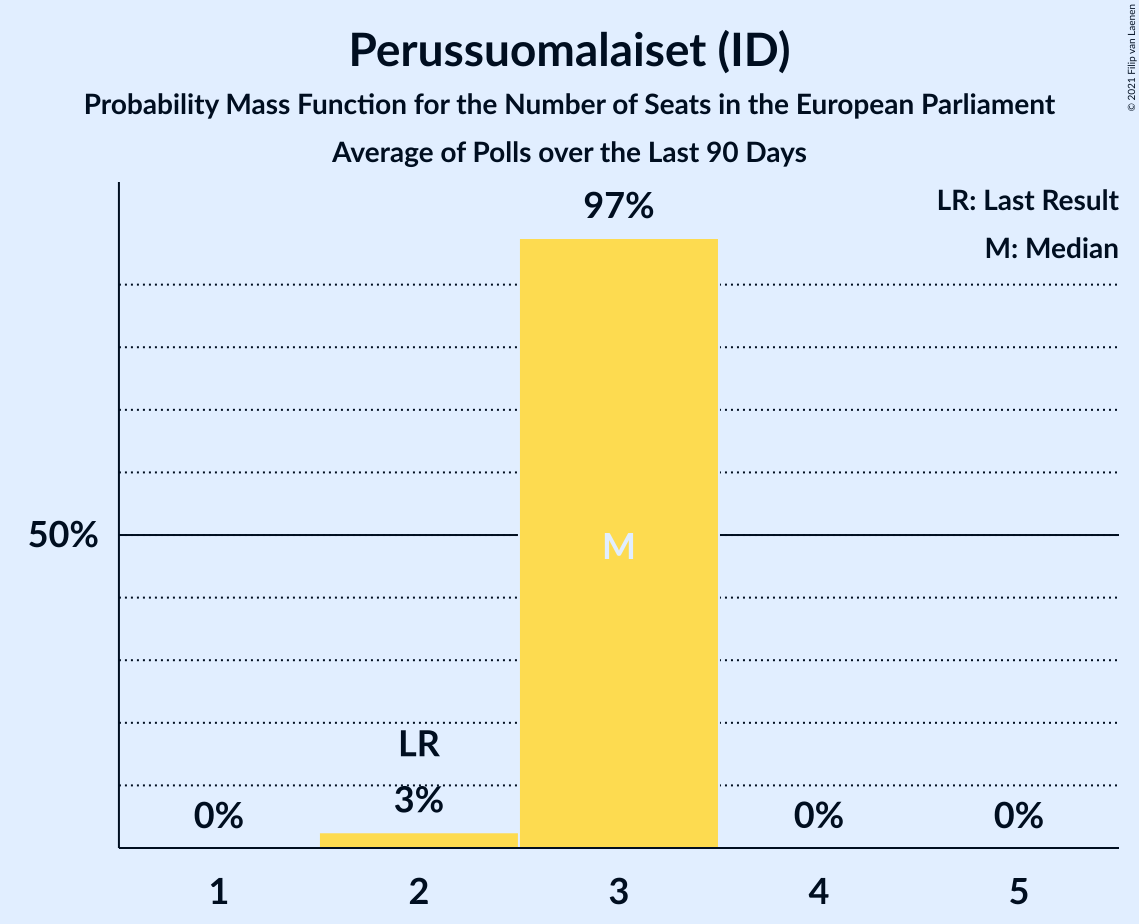 Perussuomalaiset (ID)
Probability Mass Function for the Number of Seats in the European Parliament
Average of Polls over the Last 90 Days
© 2021 Filip van Laenen
LR: Last Result
M: Median
97%
50%
M
LR
0%
3%
0%
0%
1
2
3
4
5